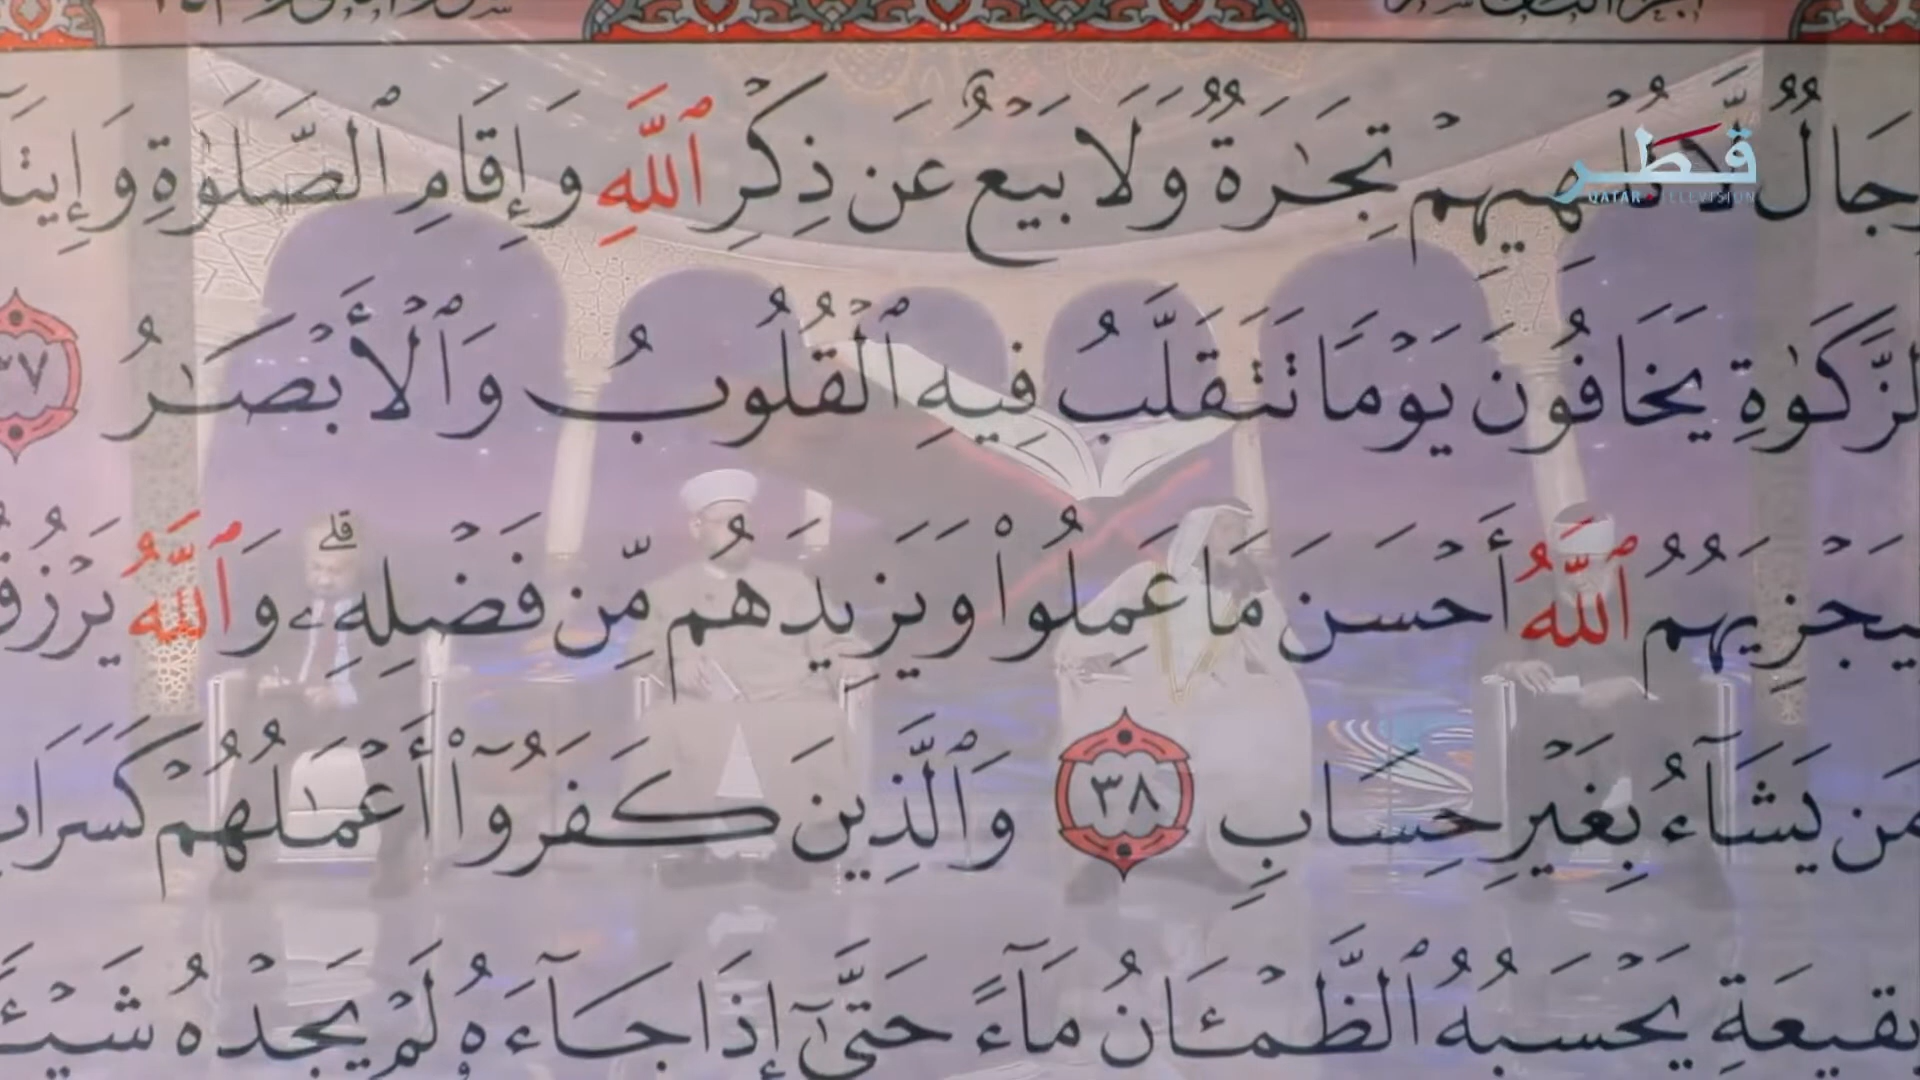 قطر
QATAR TELEVISION
رِجَالٌ لَّا تُلْهِيهِمْ تِجَٰرَةٌ وَلَا بَيْعٌ عَن ذِكْرِ ٱللَّهِ وَإِقَامِ ٱلصَّلَوٰةِ وَإِيتَآ
ٱلزَّكَوٰةِ يَخَافُونَ يَوْمًا تَتَقَلَّبُ فِيهِ ٱلْقُلُوبُ وَٱلْأَبْصَٰرُ ٣٧
لِيَجْزِيَهُمُ ٱللَّهُ أَحْسَنَ مَا عَمِلُوا۟ وَيَزِيدَهُم مِّن فَضْلِهِۦ ۗ وَٱللَّهُ يَرْزُقُ
مَن يَشَآءُ بِغَيْرِ حِسَابٍ ٣٨ وَٱلَّذِينَ كَفَرُوٓا۟ أَعْمَٰلُهُمْ كَسَرَابٍ
بِقِيعَةٍ يَحْسَبُهُ ٱلظَّمْـَٔانُ مَآءً حَتَّىٰٓ إِذَا جَآءَهُۥ لَمْ يَجِدْهُ شَيْـًٔا